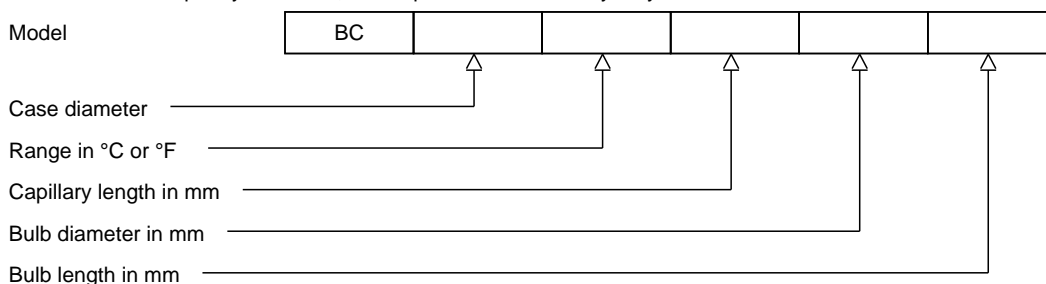 Model BC
Case diameter
Range in °C or °F
Capillary length in mm
Bulb diameter in mm
Bulb length in mm